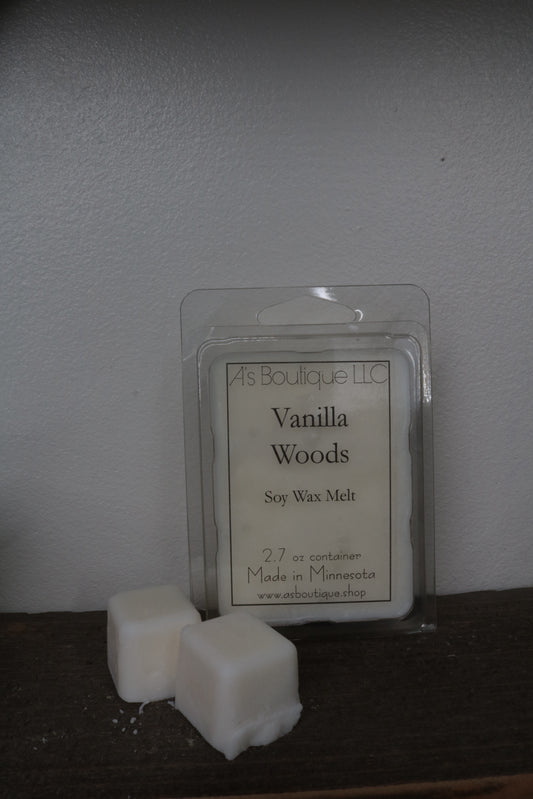 A's Boutique LLC
Vanilla
Woods
Soy Wax Melt
2.7 oz container
Made in Minnesota
www.asboutique.shop